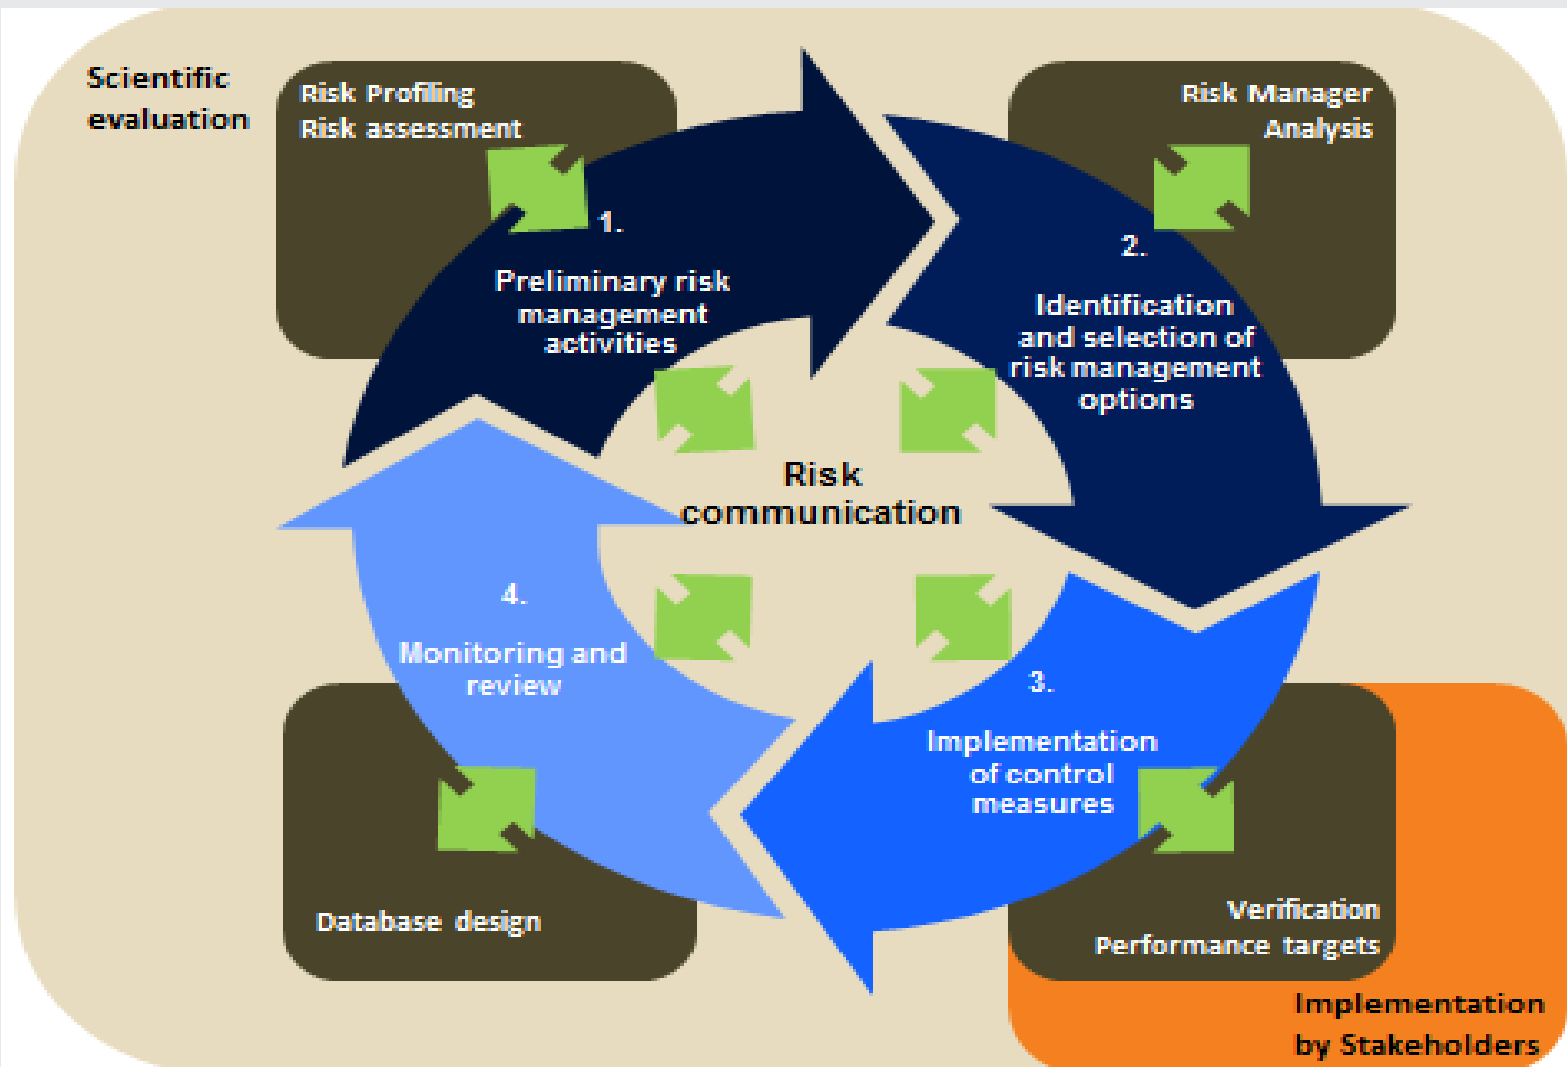 Scientific
evaluation
Risk Profiling
Risk assessment
Risk Manager
Analysis
1.
Preliminary risk
management
activities
2.
Identification
and selection of
risk management
options
Risk
communication
4.
Monitoring and
review
3.
Implementation
of control
measures
Database design
Verification
Performance targets
Implementation
by Stakeholders